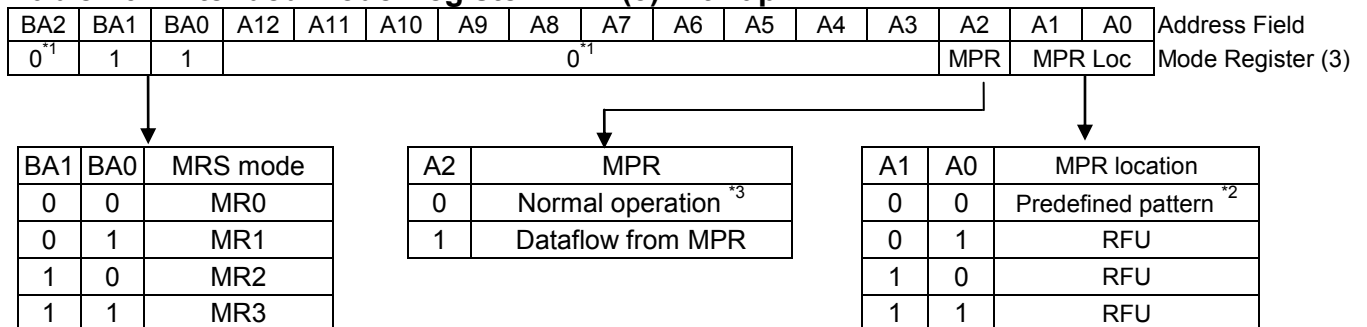 BA2 BA1 BA0 A12 A11 A10 A9 A8 A7 A6 A5 A4 A3 A2 A1 A0 Address Field
0*1 1 1 0*1 MPR MPR Loc Mode Register (3)
BA1 BA0 MRS mode
0 0 MR0
0 1 MR1
1 0 MR2
1 1 MR3
A2 MPR
0 Normal operation *3
1 Dataflow from MPR
A1 A0 MPR location
0 0 Predefined pattern *2
0 1 RFU
1 0 RFU
1 1 RFU